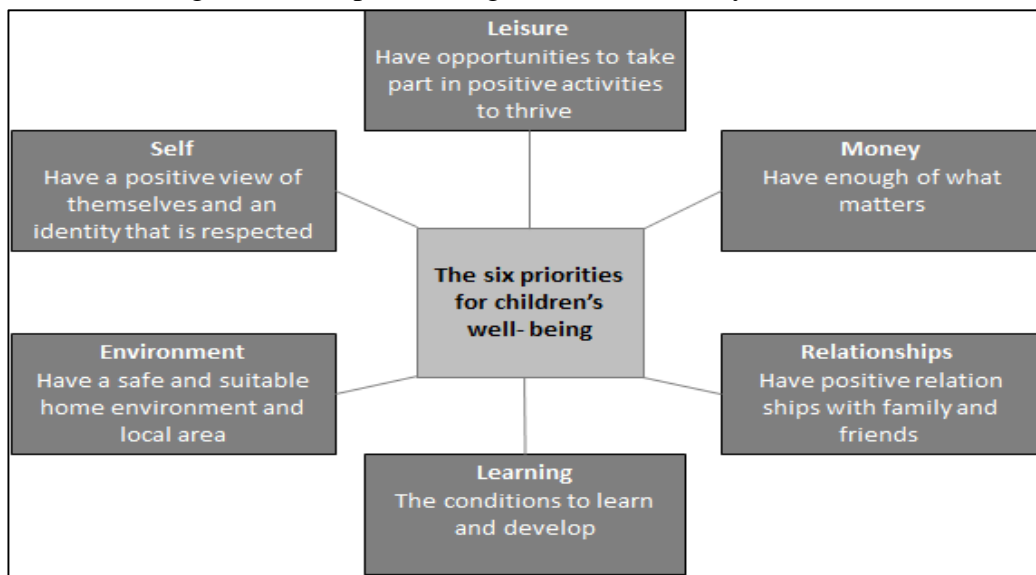 Leisure
Have opportunities to take
part in positive activities
to thrive
Self
Have a positive view of
themselves and an
identity that is respected
Money
Have enough of what
matters
The six priorities
for children's
well- being
Environment
Have a safe and suitable
home environment and
local area
Relationships
Have positive relation
ships with family and
friends
Learning
The conditions to learn
and develop